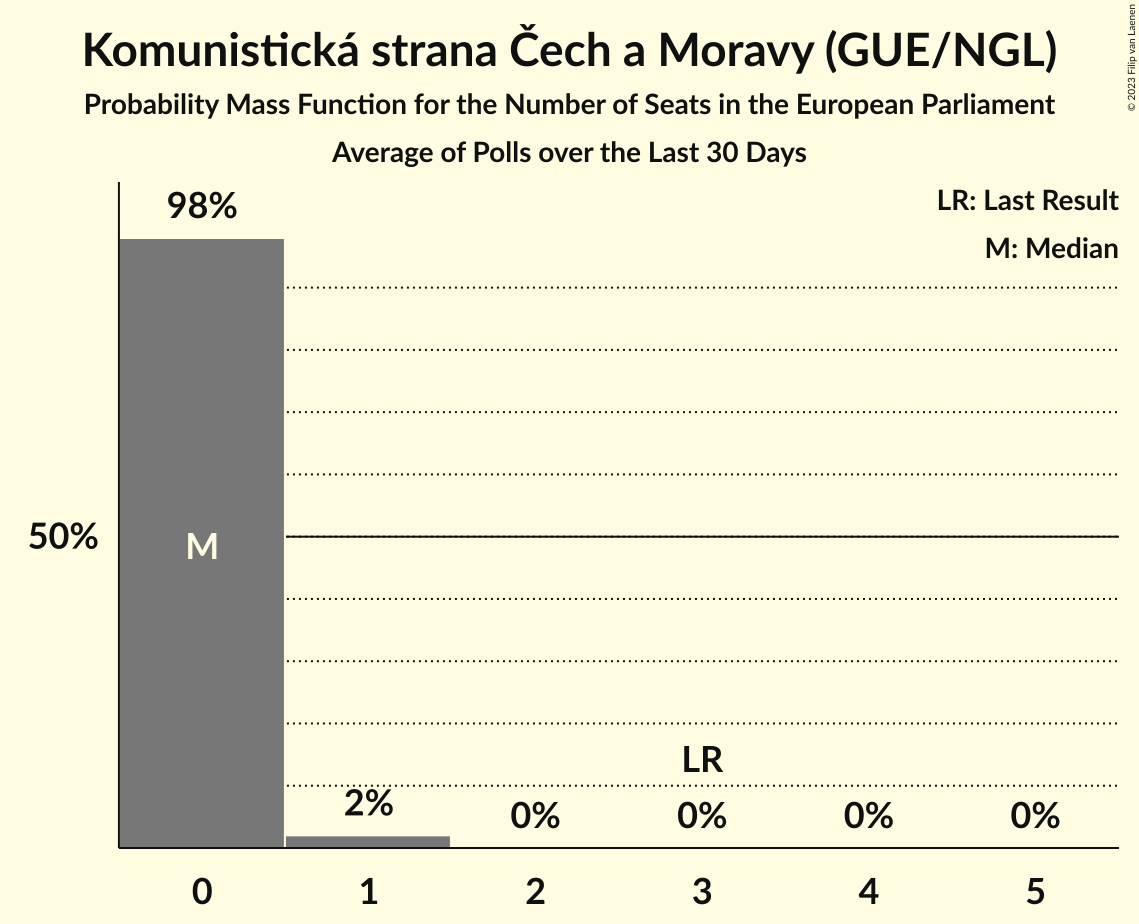 Komunistická strana Čech a Moravy (GUE/NGL)
Probability Mass Function for the Number of Seats in the European Parliament
Average of Polls over the Last 30 Days
© 2023 Filip van Laenen
LR: Last Result
M: Median
98%
50%
M
LR
2%
0%
0%
0%
0%
0
1
2
3
4
5